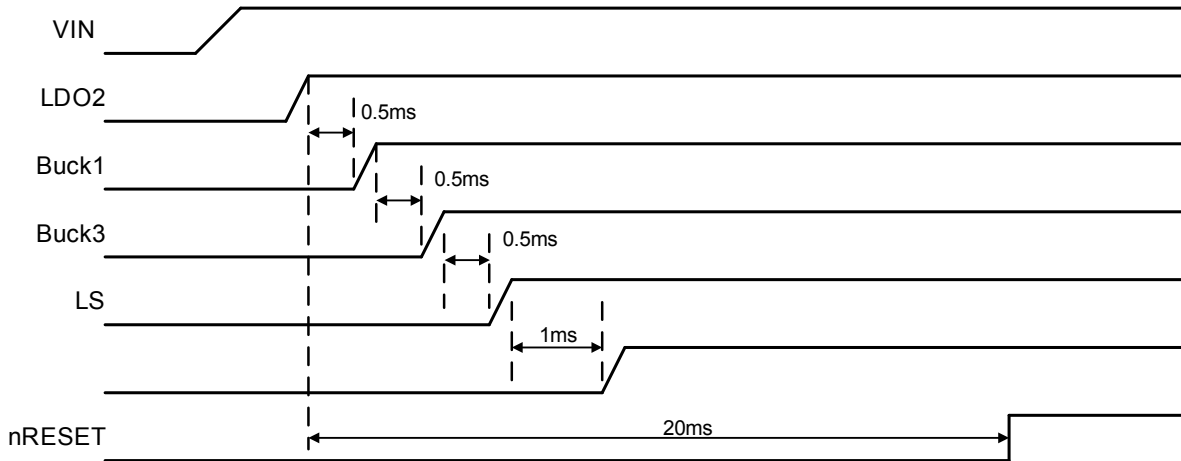 VIN
LDO2
0.5ms
Buck1
0.5ms
Buck3
0.5ms
LS
1ms
20ms
nRESET